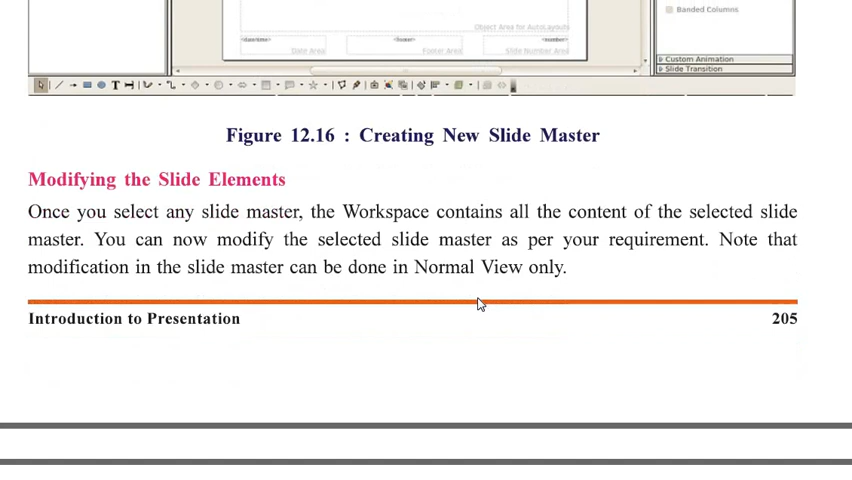 Banded Columns
Object Area for AutoLayouts
<date/time>
<footer>
<number>
Date Area
Footer Area
Slide Number Area
Custom Animation
Slide Transition
Figure 12.16 : Creating New Slide Master
Modifying the Slide Elements
Once you select any slide master, the Workspace contains all the content of the selected slide
master. You can now modify the selected slide master as per your requirement. Note that
modification in the slide master can be done in Normal View only.
Introduction to Presentation
205